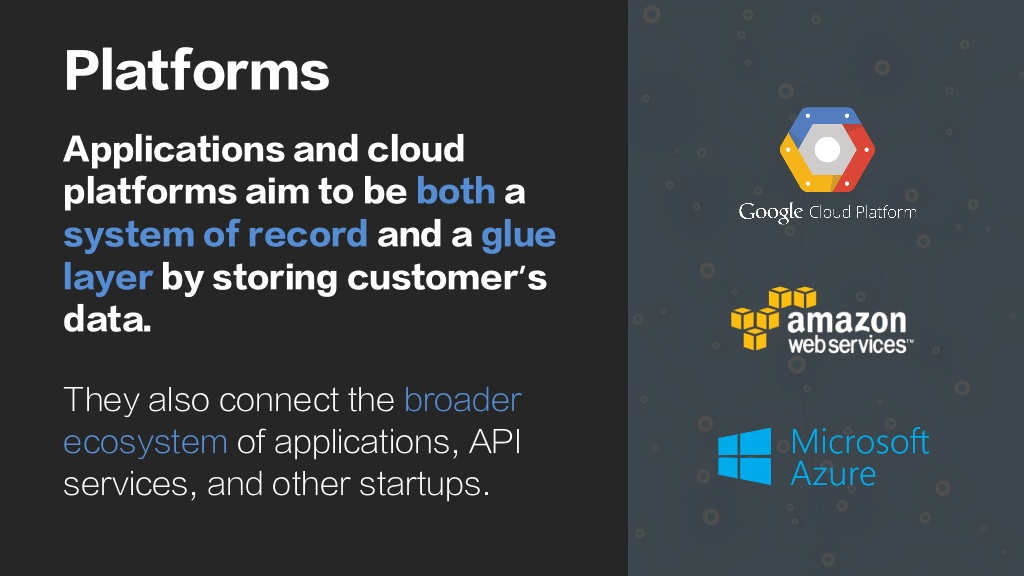 Platforms
Applications and cloud
platforms aim to be both a
system of record and a glue
layer by storing customer's
data.
They also connect the broader
ecosystem of applications, API
services, and other startups.
Google Cloud Platform
amazon
web services™
Microsoft
Azure